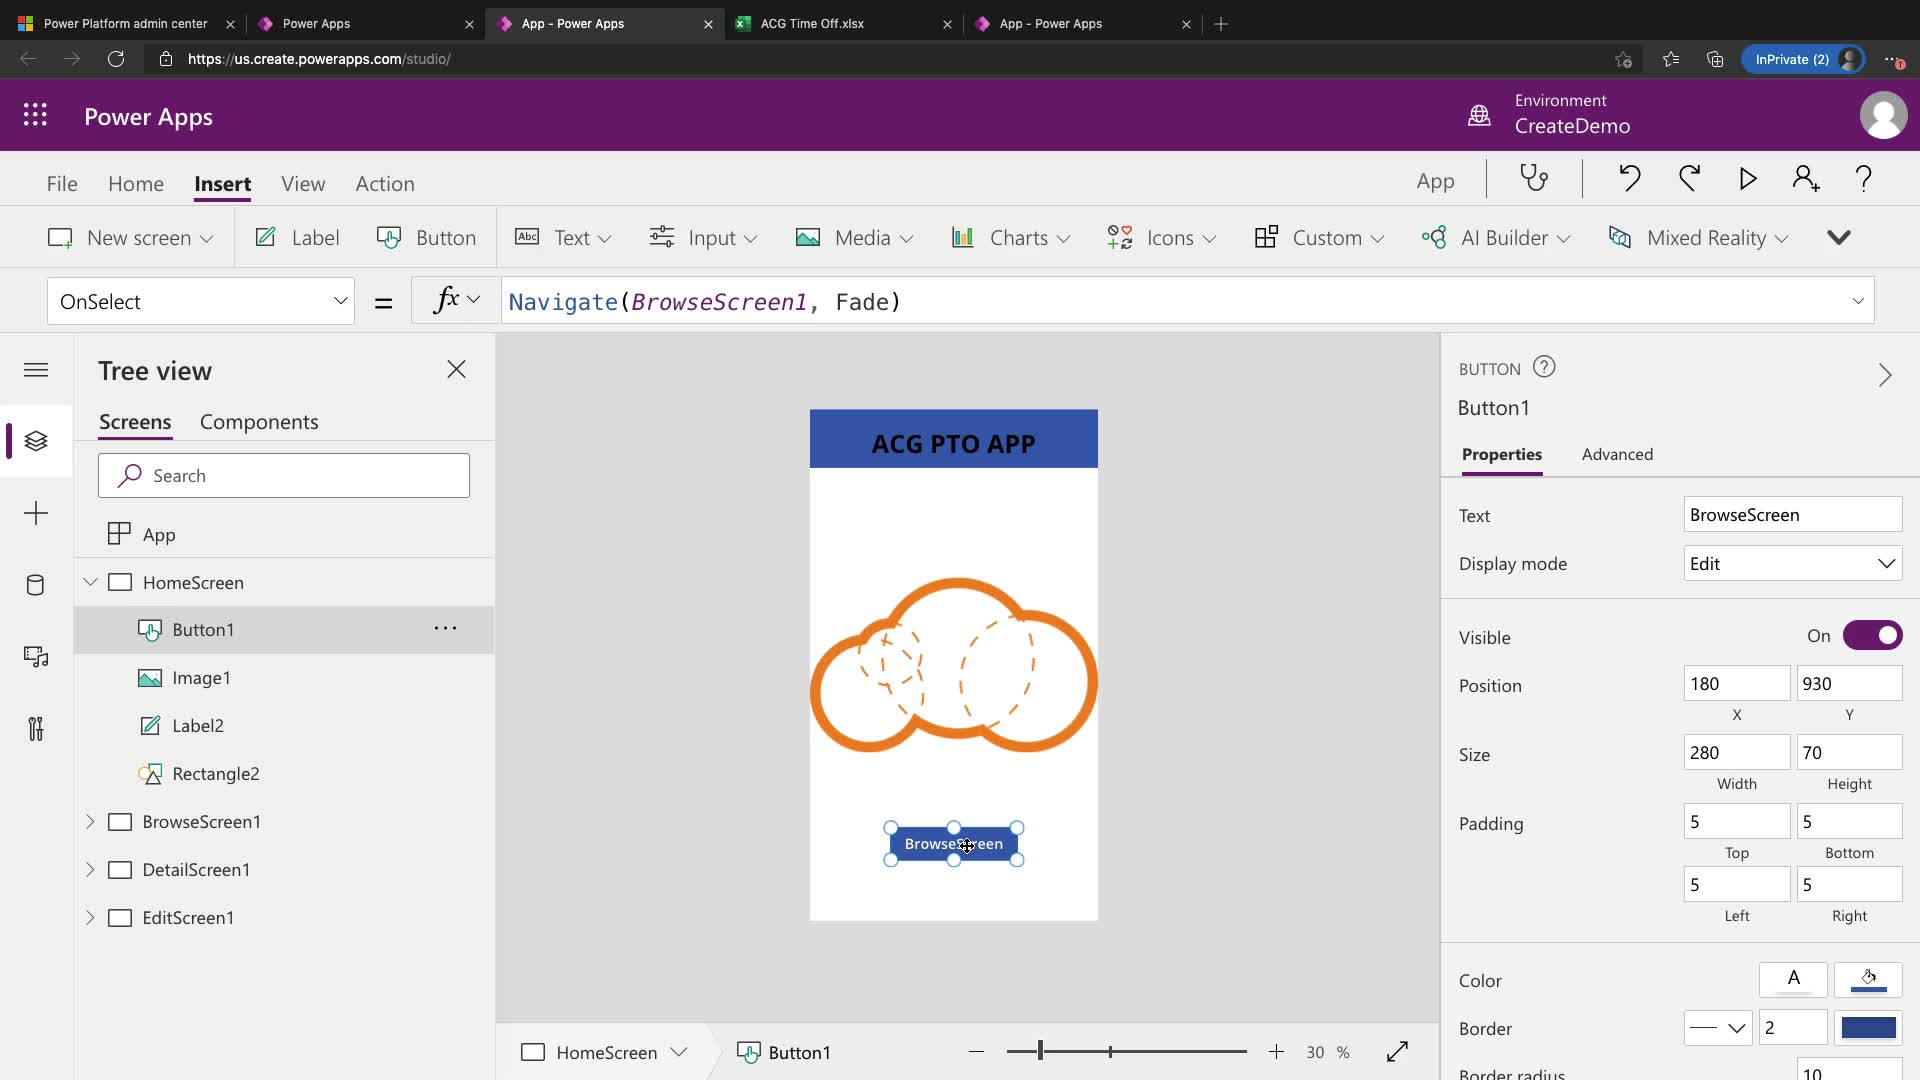 Power Platform admin center
Power Apps
App - Power Apps
ACG Time Off.xlsx
App - Power Apps
https://us.create.powerapps.com/studio/
InPrivate (2)
Power Apps
Environment
CreateDemo
File Home Insert View Action
App
New screen
Label
Button
Abc Text
Input
Media
Charts
Icons
Custom
AI Builder
Mixed Reality
OnSelect
=
fx
Navigate(BrowseScreen1, Fade)
Tree view
Screens Components
Search
App
HomeScreen
Button1
Image1
Label2
Rectangle2
BrowseScreen1
DetailScreen1
EditScreen1
ACG PTO APP
BrowseScreen
HomeScreen
Button1
30 %
BUTTON ?
Button1
Properties Advanced
Text BrowseScreen
Display mode Edit
Visible On
Position 180 930
X Y
Size 280 70
Width Height
Padding 5 5
Top Bottom
5 5
Left Right
Color A
Border 2
Border radius 10